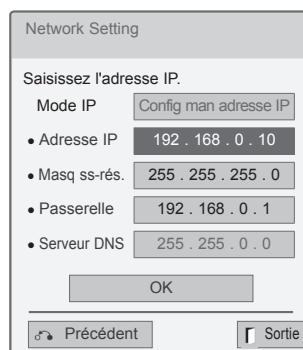 Network Setting
Saisissez l'adresse IP.
Mode IP Config man adresse IP
• Adresse IP 192 . 168 . 0 . 10
• Masq ss-rés. 255 . 255 . 255 . 0
• Passerelle 192 . 168 . 0 . 1
• Serveur DNS 255 . 255 . 0 . 0
OK
Précédent Sortie